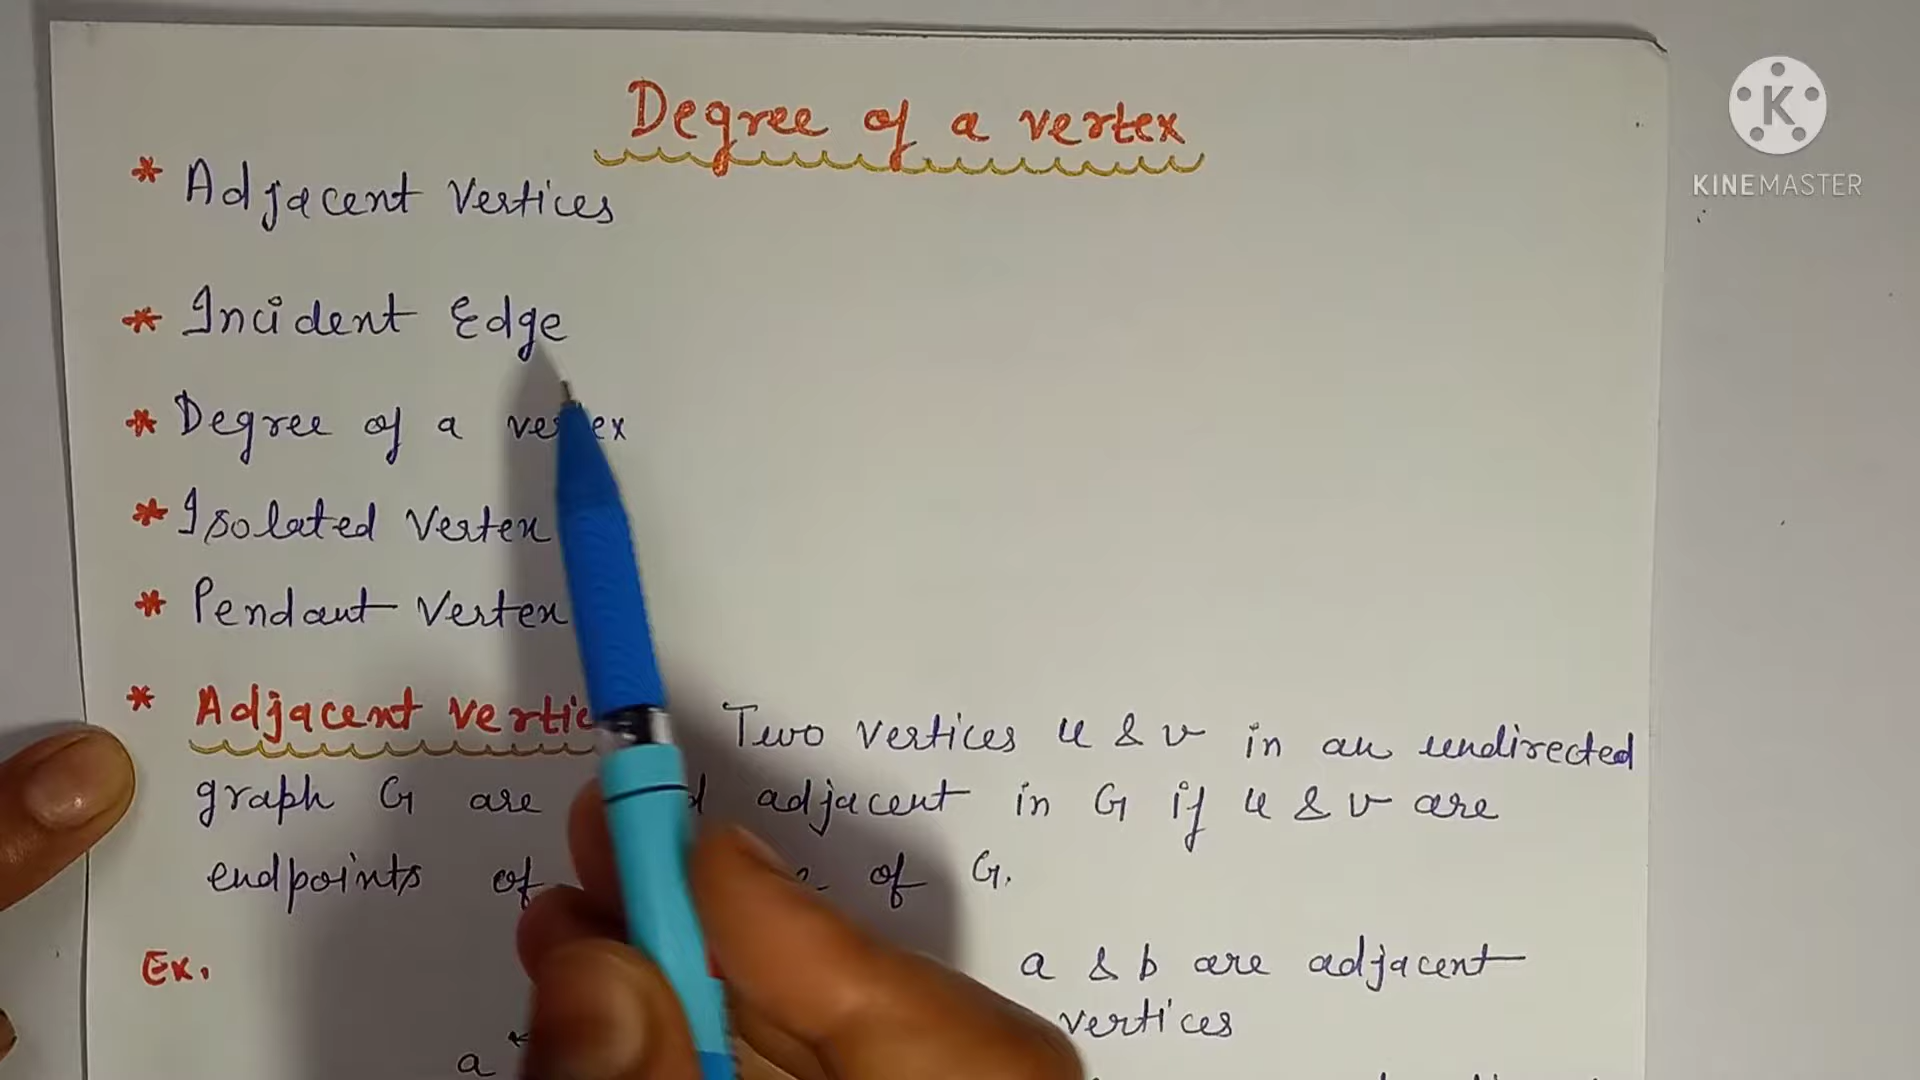 Degree of a vertex
* Adjacent Vertices
* Incident Edge
* Degree of a
* Isolated Vertex
* Pendant Vertex
* Adjacent Two vertices u & v in an undirected
graph G are adjacent in G if u & v are
endpoints of of G.
Ex. a & b are adjacent
vertices
a
K
KINEMASTER